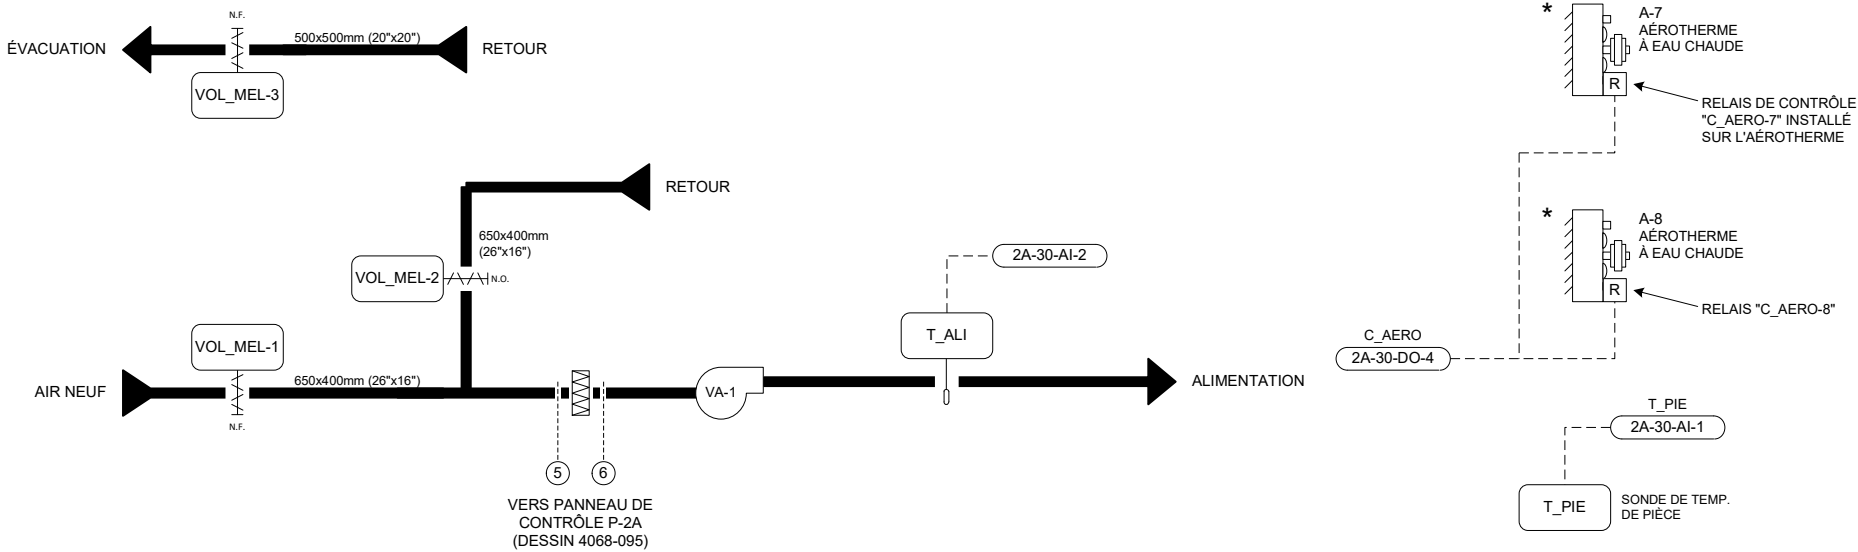 N.F.
ÉVACUATION
500x500mm (20"x20")
RETOUR
VOL_MEL-3
RETOUR
650x400mm
(26"x16")
VOL_MEL-2
N.O.
2A-30-AI-2
VOL_MEL-1
T_ALI
AIR NEUF
650x400mm (26"x16")
N.F.
VA-1
ALIMENTATION
5
6
VERS PANNEAU DE
CONTRÔLE P-2A
(DESSIN 4068-095)
*
A-7
AÉROTHERME
À EAU CHAUDE
R
RELAIS DE CONTRÔLE
"C_AERO-7" INSTALLÉ
SUR L'AÉROTHERME
*
A-8
AÉROTHERME
À EAU CHAUDE
R
RELAIS "C_AERO-8"
C_AERO
2A-30-DO-4
T_PIE
2A-30-AI-1
T_PIE
SONDE DE TEMP.
DE PIÈCE